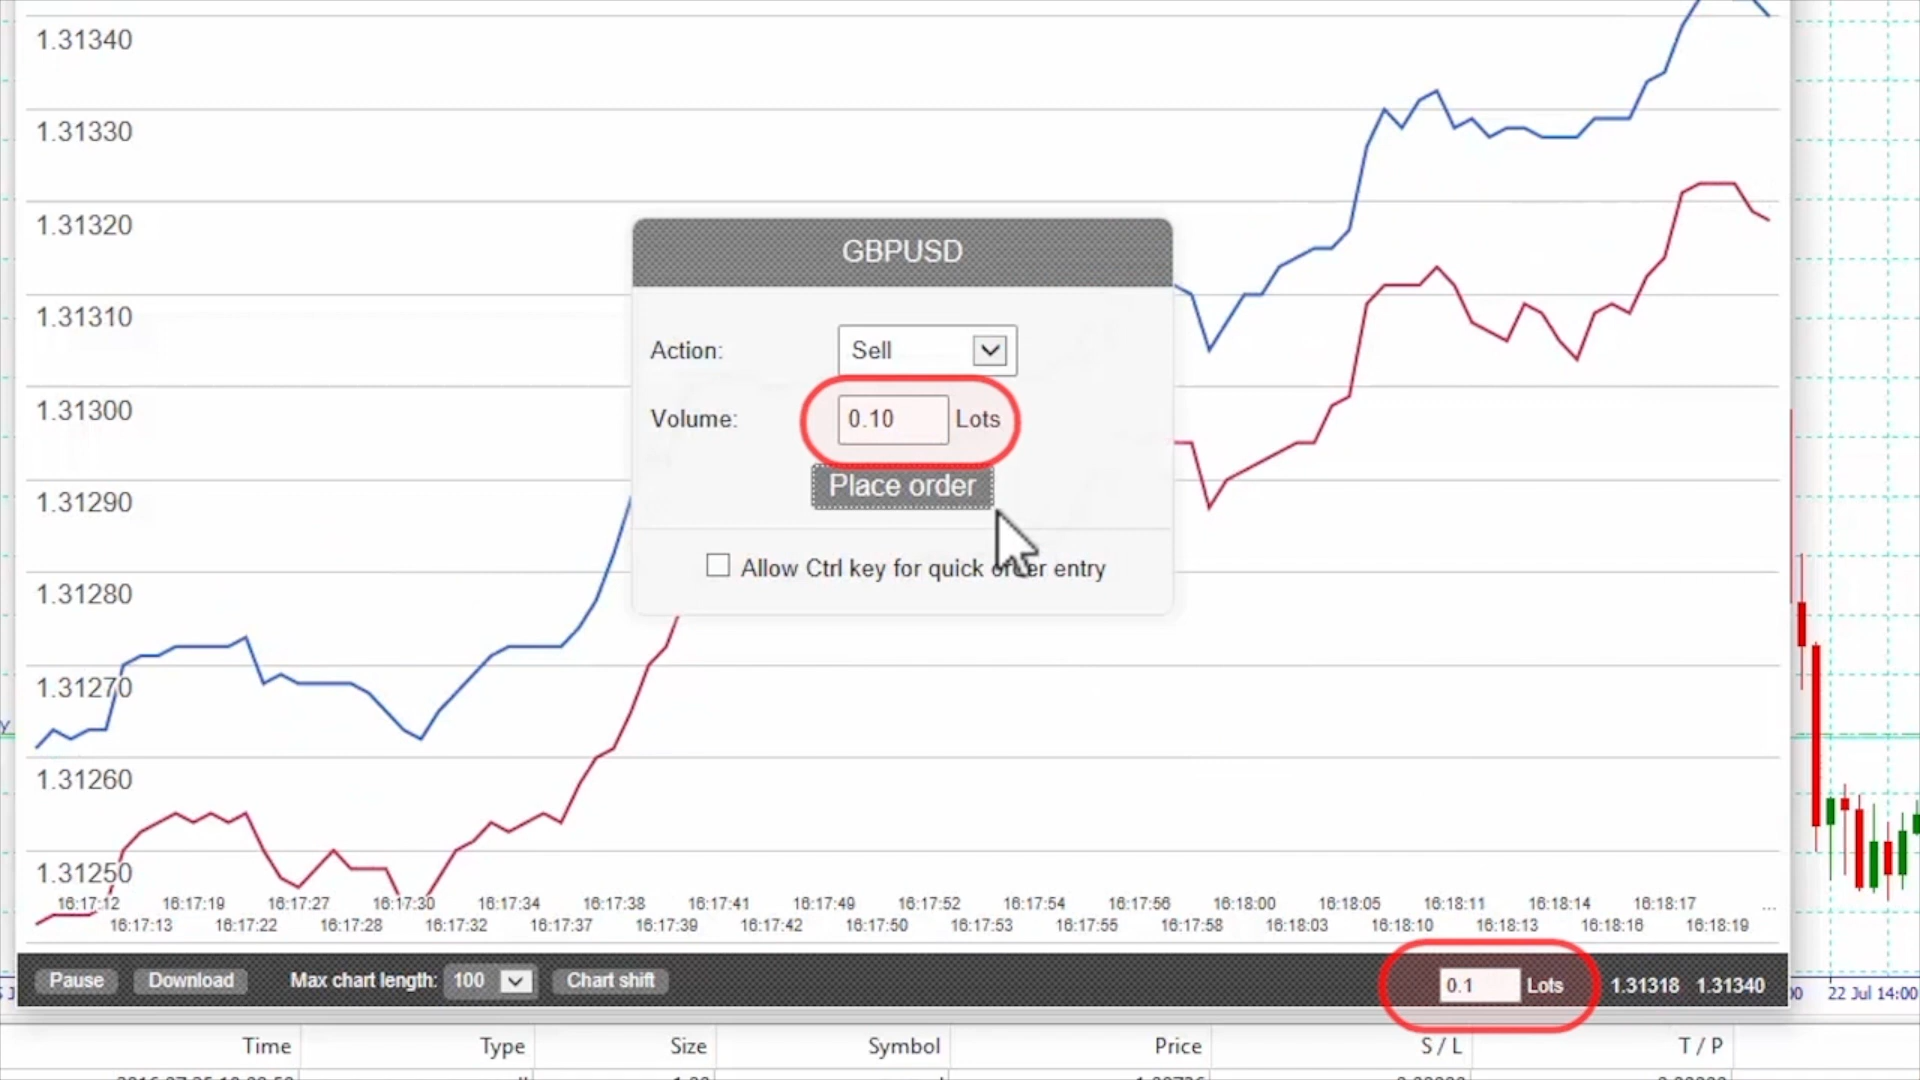 1.31340
1.31330
1.31320
1.31310
1.31300
1.31290
1.31280
1.31270
1.31260
1.31250
GBPUSD
Action: Sell
Volume: 0.10 Lots
Place order
Allow Ctrl key for quick order entry
16:17:12 16:17:19 16:17:27 16:17:30 16:17:34 16:17:38 16:17:41 16:17:49 16:17:52 16:17:54 16:17:56 16:18:00 16:18:05 16:18:11 16:18:14 16:18:17 ...
16:17:13 16:17:22 16:17:28 16:17:32 16:17:37 16:17:39 16:17:42 16:17:50 16:17:53 16:17:55 16:17:58 16:18:03 16:18:10 16:18:13 16:18:16 16:18:19
Pause Download Max chart length: 100 Chart shift 0.1 Lots 1.31318 1.31340
22 Jul 14:00
Time Type Size Symbol Price S / L T / P